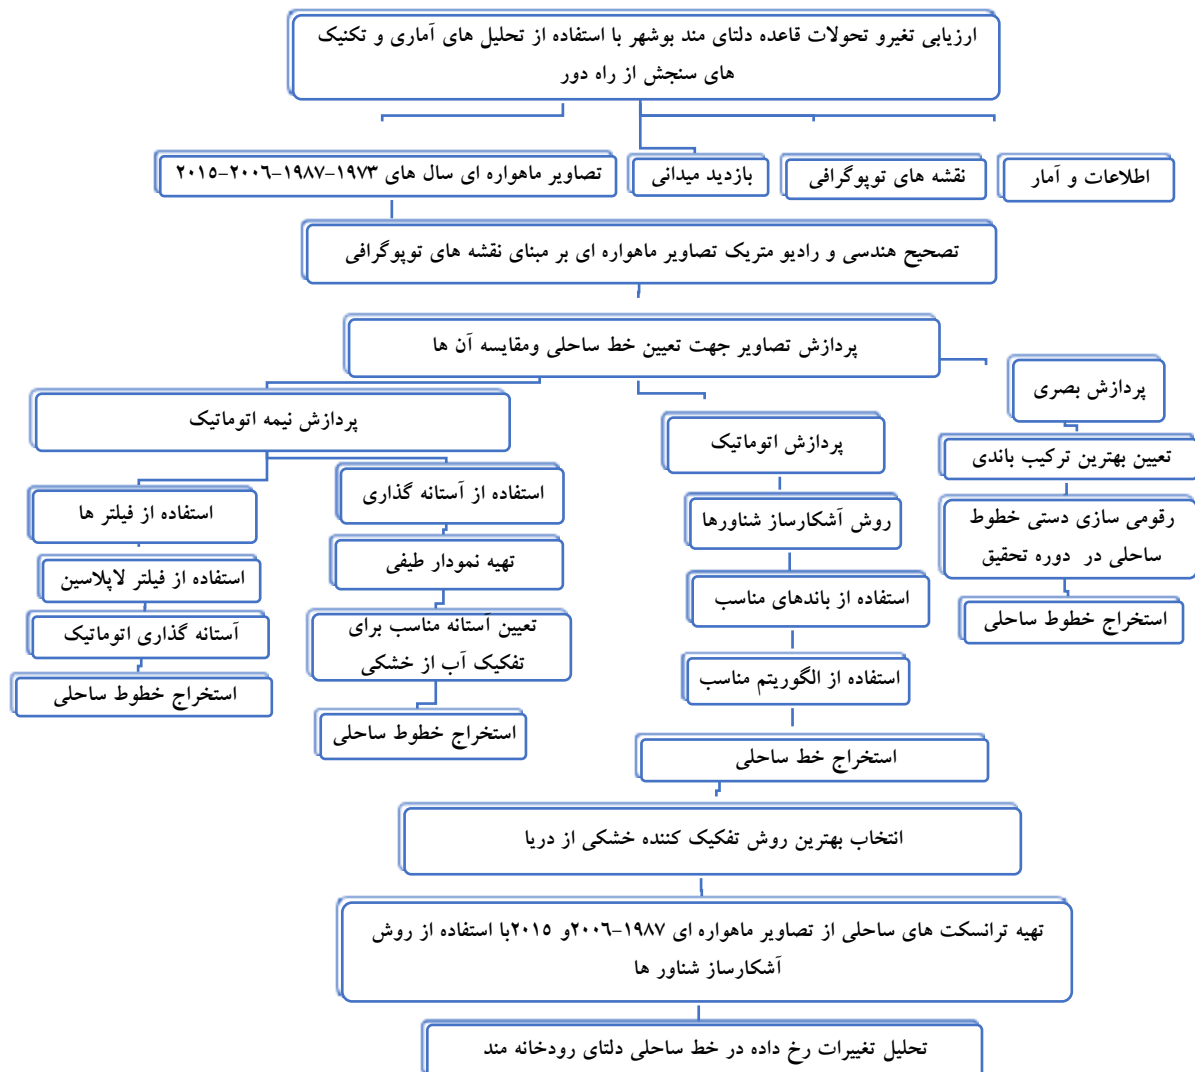 ارزیابی تغیرو تحولات قاعده دلتای مند بوشهر با استفاده از تحلیل های آماری و تکنیک
های سنجش از راه دور
اطلاعات و آمار
نقشه های توپوگرافی
بازدید میدانی
تصاویر ماهواره ای سال های ۱۹۷۳-۱۹۸۷-۲۰۰۶-۲۰۱۵
تصحیح هندسی و رادیو متریک تصاویر ماهواره ای بر مبنای نقشه های توپوگرافی
پردازش تصاویر جهت تعیین خط ساحلی ومقایسه آن ها
پردازش بصری
تعیین بهترین ترکیب باندی
رقومی سازی دستی خطوط
ساحلی در دوره تحقیق
استخراج خطوط ساحلی
پردازش اتوماتیک
روش آشکارساز شناورها
استفاده از باندهای مناسب
استفاده از الگوریتم مناسب
استخراج خط ساحلی
پردازش نیمه اتوماتیک
استفاده از آستانه گذاری
تهیه نمودار طیفی
تعیین آستانه مناسب برای
تفکیک آب از خشکی
استخراج خطوط ساحلی
استفاده از فیلتر ها
استفاده از فیلتر لاپلاسین
آستانه گذاری اتوماتیک
استخراج خطوط ساحلی
انتخاب بهترین روش تفکیک کننده خشکی از دریا
تهیه ترانسکت های ساحلی از تصاویر ماهواره ای ۱۹۸۷-۲۰۰۶و ۲۰۱۵با استفاده از روش
آشکارساز شناور ها
تحلیل تغییرات رخ داده در خط ساحلی دلتای رودخانه مند